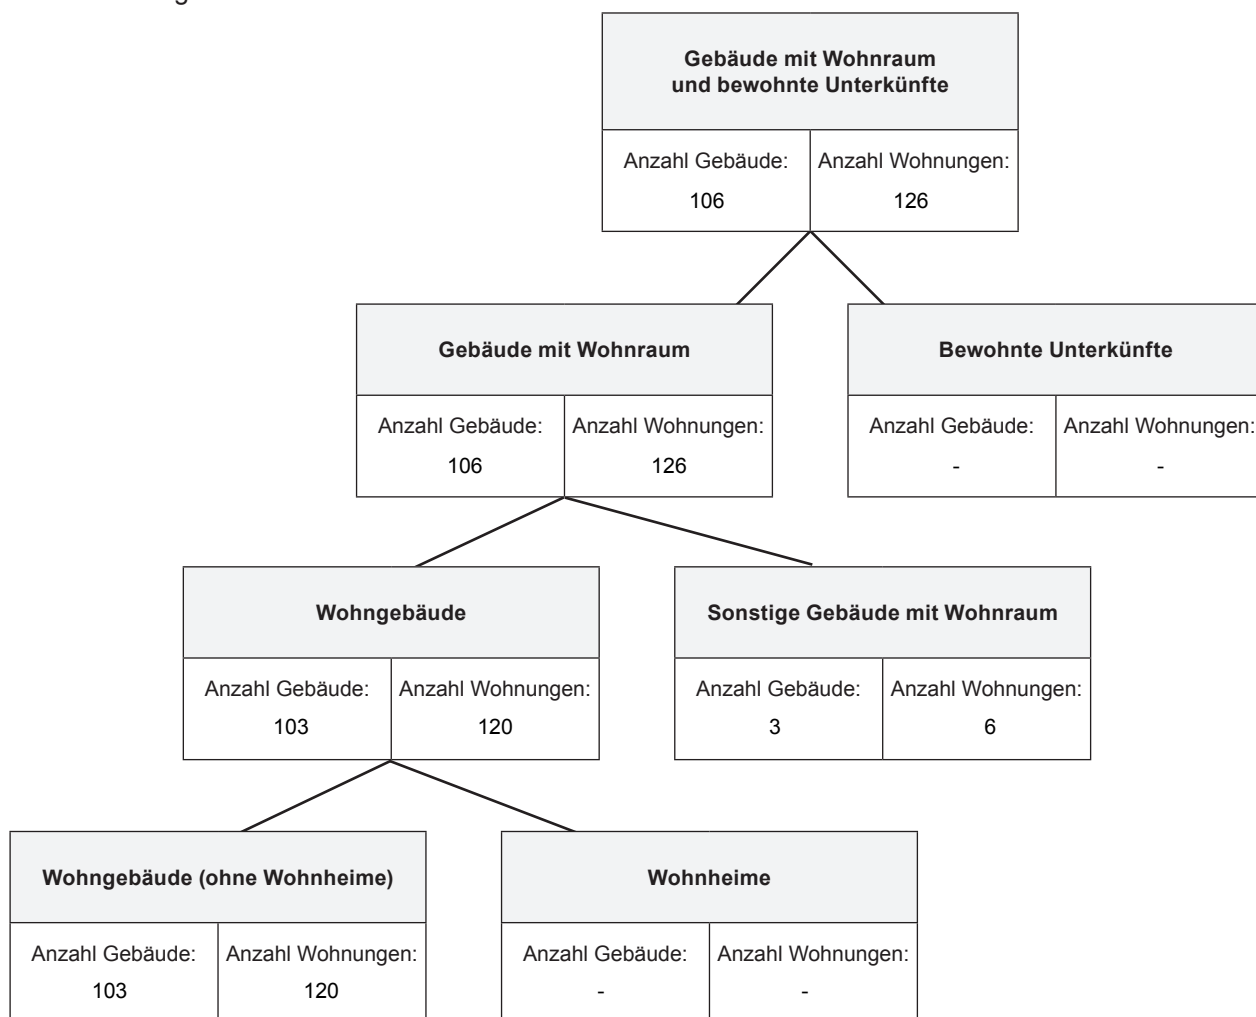 Gebäude mit Wohnraum
und bewohnte Unterkünfte
Anzahl Gebäude:
106
Anzahl Wohnungen:
126
Gebäude mit Wohnraum
Anzahl Gebäude:
106
Anzahl Wohnungen:
126
Bewohnte Unterkünfte
Anzahl Gebäude:
-
Anzahl Wohnungen:
-
Wohngebäude
Anzahl Gebäude:
103
Anzahl Wohnungen:
120
Sonstige Gebäude mit Wohnraum
Anzahl Gebäude:
3
Anzahl Wohnungen:
6
Wohngebäude (ohne Wohnheime)
Anzahl Gebäude:
103
Anzahl Wohnungen:
120
Wohnheime
Anzahl Gebäude:
-
Anzahl Wohnungen:
-